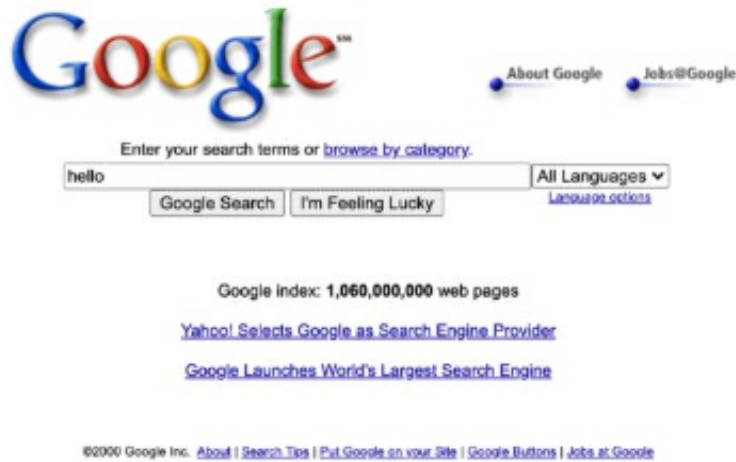 Google℠
About Google Jobs@Google
Enter your search terms or browse by category.
hello All Languages
Google Search I'm Feeling Lucky Language options
Google index: 1,060,000,000 web pages
Yahoo! Selects Google as Search Engine Provider
Google Launches World's Largest Search Engine
©2000 Google Inc. About | Search Tips | Put Google on your Site | Google Buttons | Jobs at Google